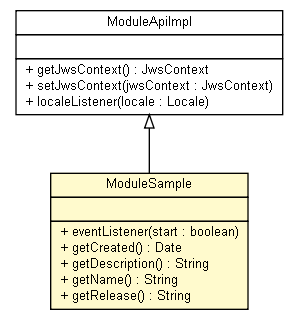 ModuleApiImpl
+ getJwsContext() : JwsContext
+ setJwsContext(jwsContext : JwsContext)
+ localeListener(locale : Locale)
ModuleSample
+ eventListener(start : boolean)
+ getCreated() : Date
+ getDescription() : String
+ getName() : String
+ getRelease() : String